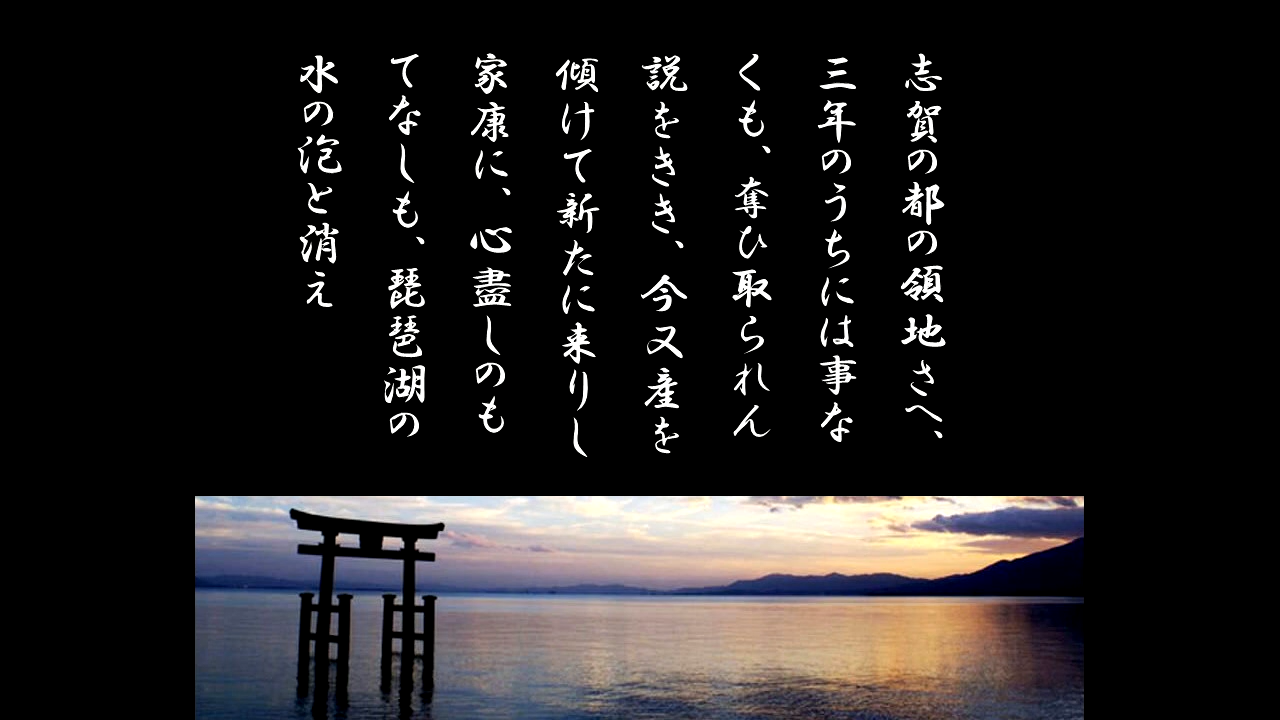 志賀の都の領地さへ、
三年のうちには事な
くも、奪ひ取られん
説をきき、今又産を
傾けて新たに来りし
家康に、心盡しのも
てなしも、琵琶湖の
水の泡と消え